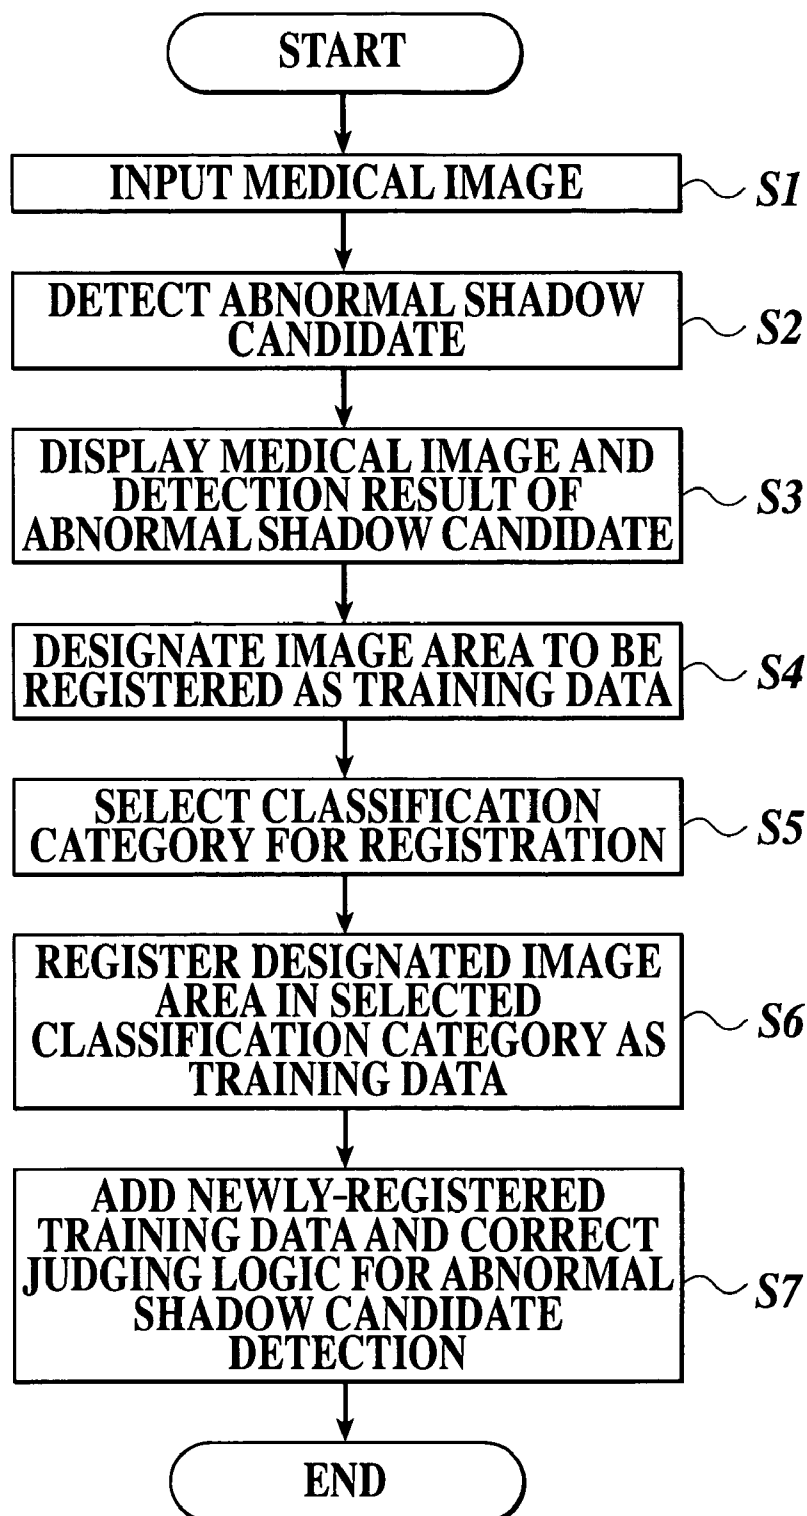 START
INPUT MEDICAL IMAGE
S1
DETECT ABNORMAL SHADOW
CANDIDATE
S2
DISPLAY MEDICAL IMAGE AND
DETECTION RESULT OF
ABNORMAL SHADOW CANDIDATE
S3
DESIGNATE IMAGE AREA TO BE
REGISTERED AS TRAINING DATA
S4
SELECT CLASSIFICATION
CATEGORY FOR REGISTRATION
S5
REGISTER DESIGNATED IMAGE
AREA IN SELECTED
CLASSIFICATION CATEGORY AS
TRAINING DATA
S6
ADD NEWLY-REGISTERED
TRAINING DATA AND CORRECT
JUDGING LOGIC FOR ABNORMAL
SHADOW CANDIDATE
DETECTION
S7
END